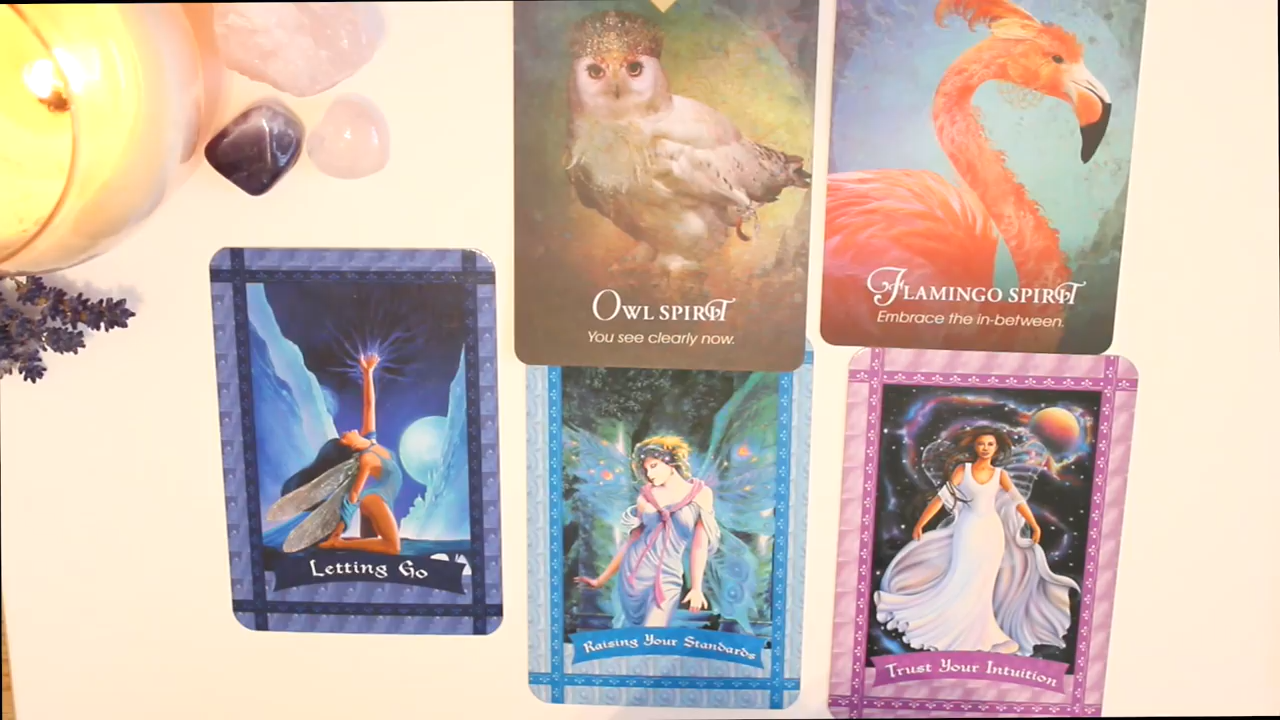 Owl Spirit
You see clearly now.
Flamingo Spirit
Embrace the in-between.
Letting Go
Raising Your Standards
Trust Your Intuition